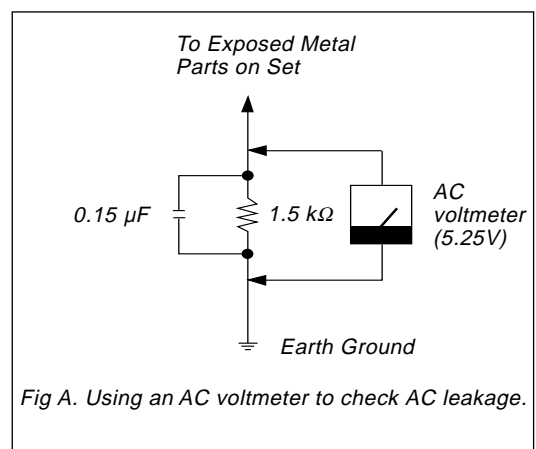 To Exposed Metal
Parts on Set
0.15 µF
1.5 kΩ
AC
voltmeter
(5.25V)
Earth Ground
Fig A. Using an AC voltmeter to check AC leakage.